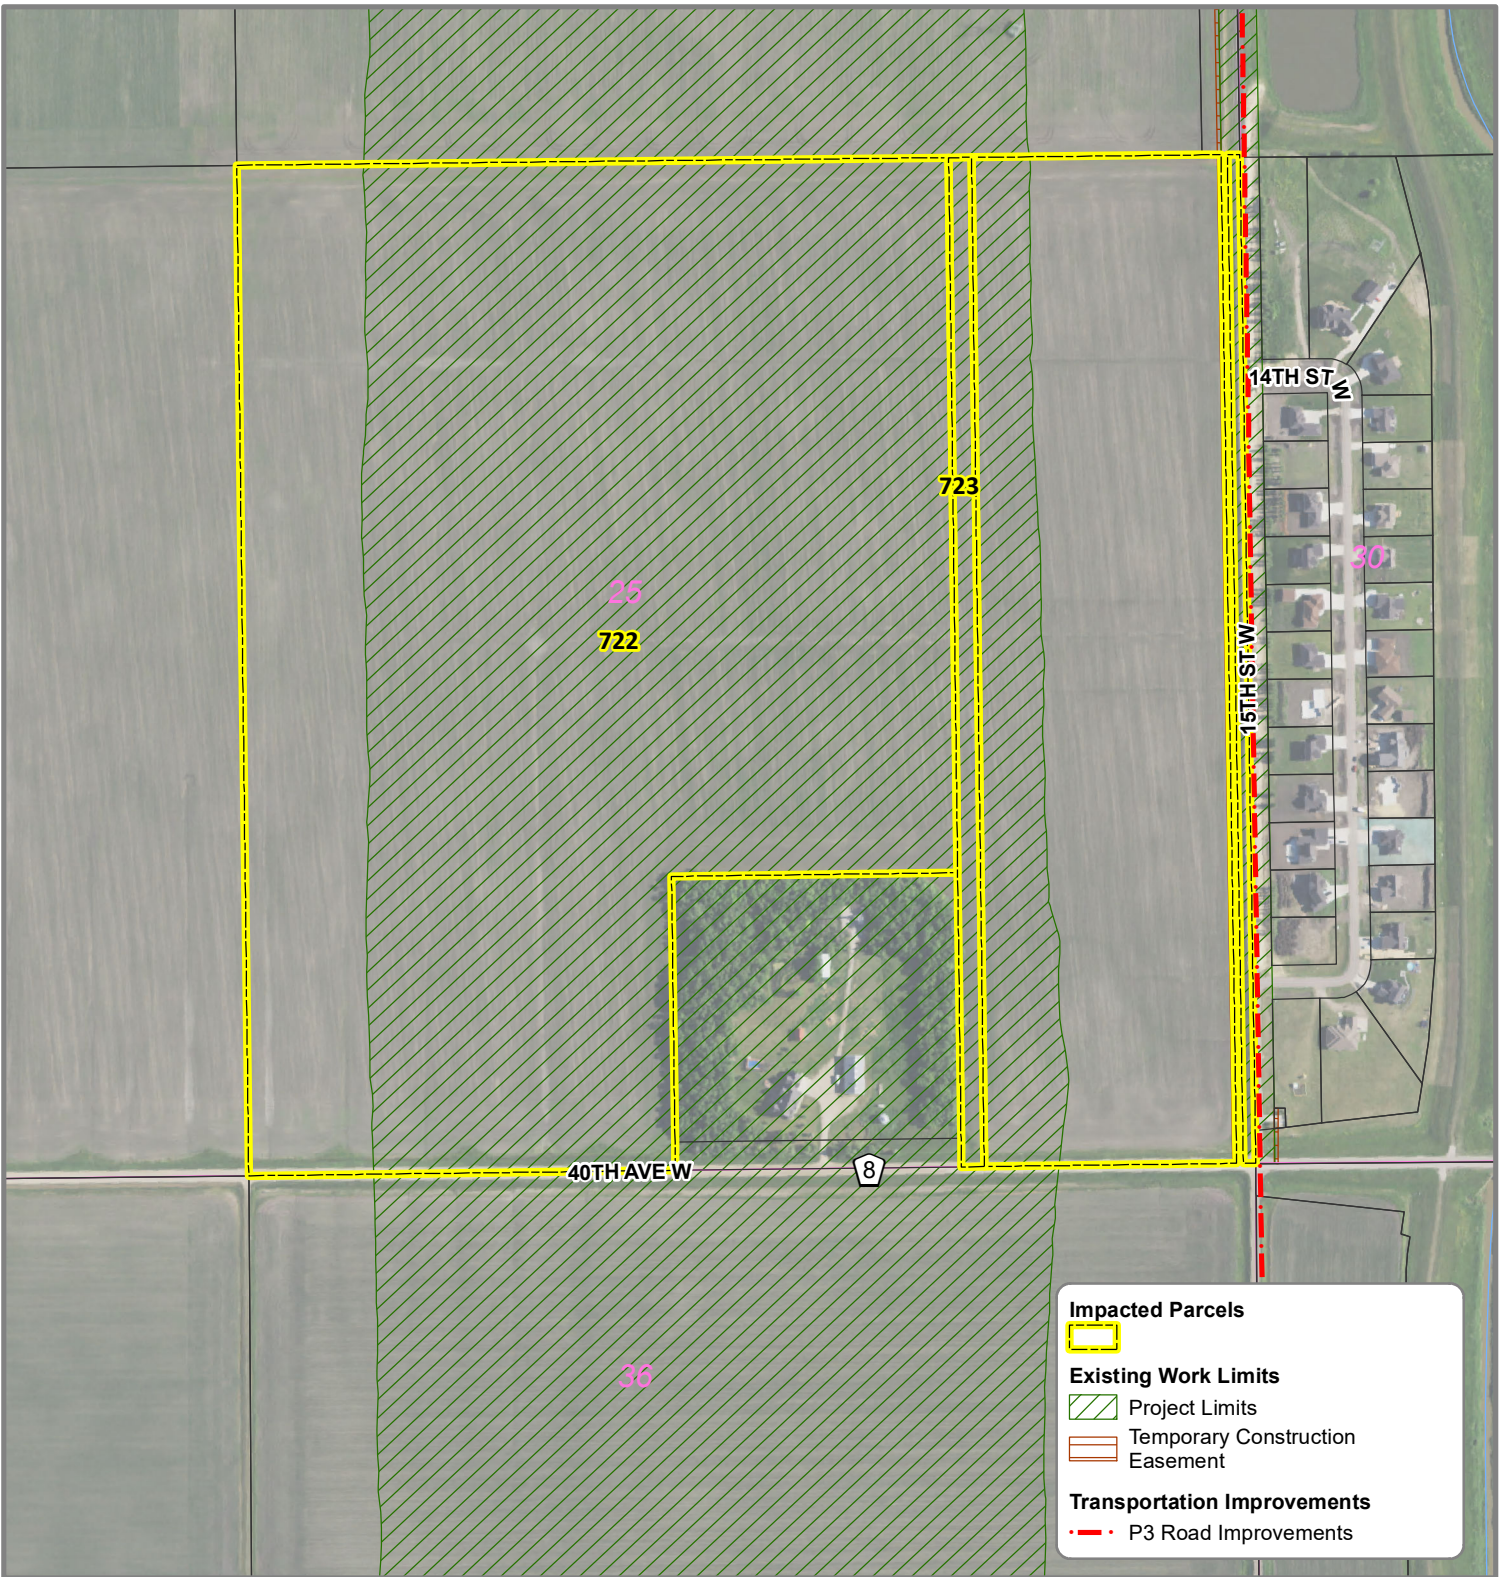 14TH ST W
723
30
25
722
15TH ST W
40TH AVE W
8
36
Impacted Parcels
Existing Work Limits
Project Limits
Temporary Construction
Easement
Transportation Improvements
P3 Road Improvements